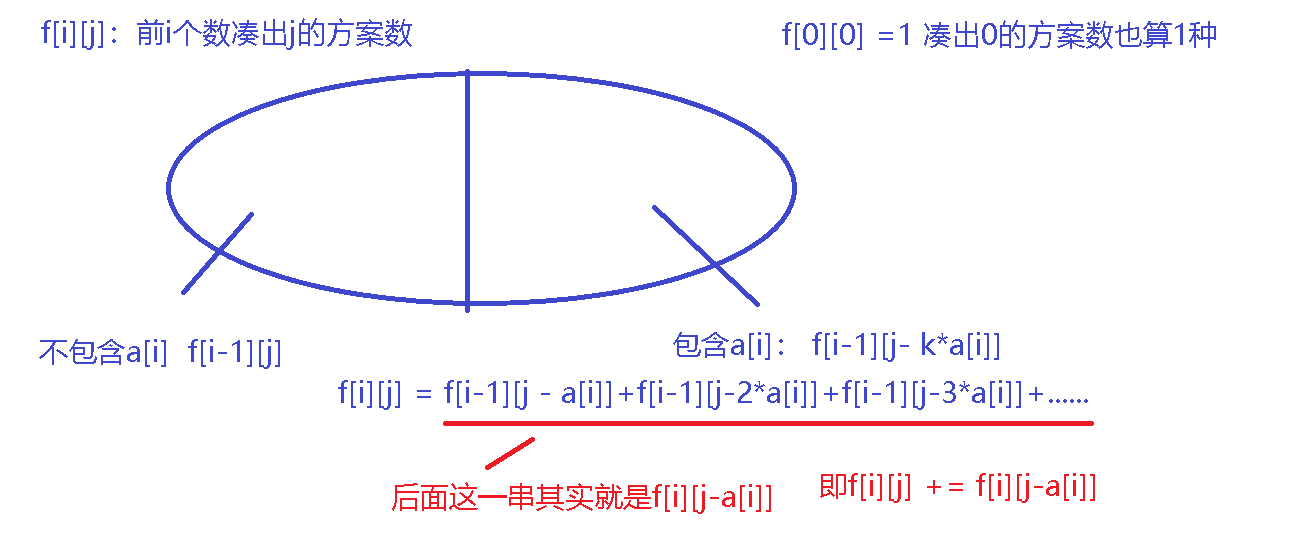 f[i][j]：前i个数凑出j的方案数
f[0][0] =1 凑出0的方案数也算1种
不包含a[i] f[i-1][j]
包含a[i]： f[i-1][j- k*a[i]]
f[i][j] = f[i-1][j - a[i]]+f[i-1][j-2*a[i]]+f[i-1][j-3*a[i]]+......
后面这一串其实就是f[i][j-a[i]]
即f[i][j] += f[i][j-a[i]]